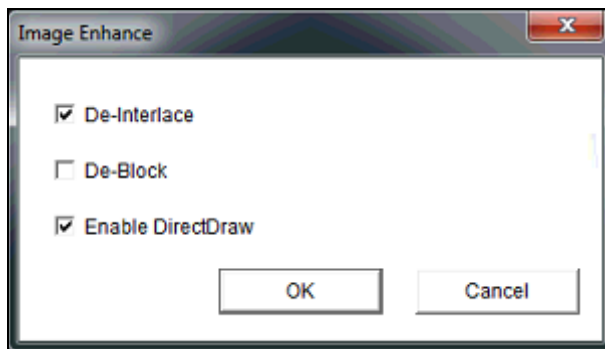 Image Enhance
De-Interlace
De-Block
Enable DirectDraw
OK Cancel